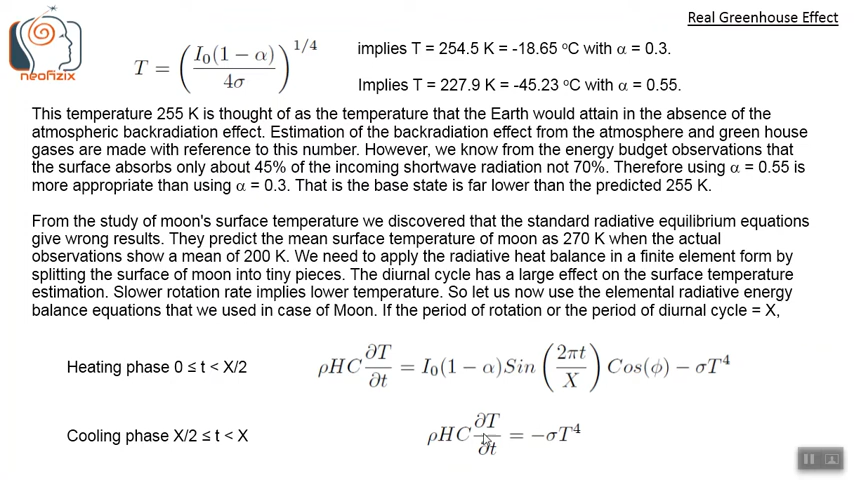 Real Greenhouse Effect
neofizix
T = (I₀(1 − α) / 4σ)^1/4
implies T = 254.5 K = -18.65 ºC with α = 0.3.
Implies T = 227.9 K = -45.23 ºC with α = 0.55.
This temperature 255 K is thought of as the temperature that the Earth would attain in the absence of the
atmospheric backradiation effect. Estimation of the backradiation effect from the atmosphere and green house
gases are made with reference to this number. However, we know from the energy budget observations that
the surface absorbs only about 45% of the incoming shortwave radiation not 70%. Therefore using α = 0.55 is
more appropriate than using α = 0.3. That is the base state is far lower than the predicted 255 K.
From the study of moon's surface temperature we discovered that the standard radiative equilibrium equations
give wrong results. They predict the mean surface temperature of moon as 270 K when the actual
observations show a mean of 200 K. We need to apply the radiative heat balance in a finite element form by
splitting the surface of moon into tiny pieces. The diurnal cycle has a large effect on the surface temperature
estimation. Slower rotation rate implies lower temperature. So let us now use the elemental radiative energy
balance equations that we used in case of Moon. If the period of rotation or the period of diurnal cycle = X,
Heating phase 0 ≤ t < X/2
ρHC ∂T/∂t = I₀(1 − α)Sin(2πt/X) Cos(ϕ) − σT⁴
Cooling phase X/2 ≤ t < X
ρHC ∂T/∂t = −σT⁴